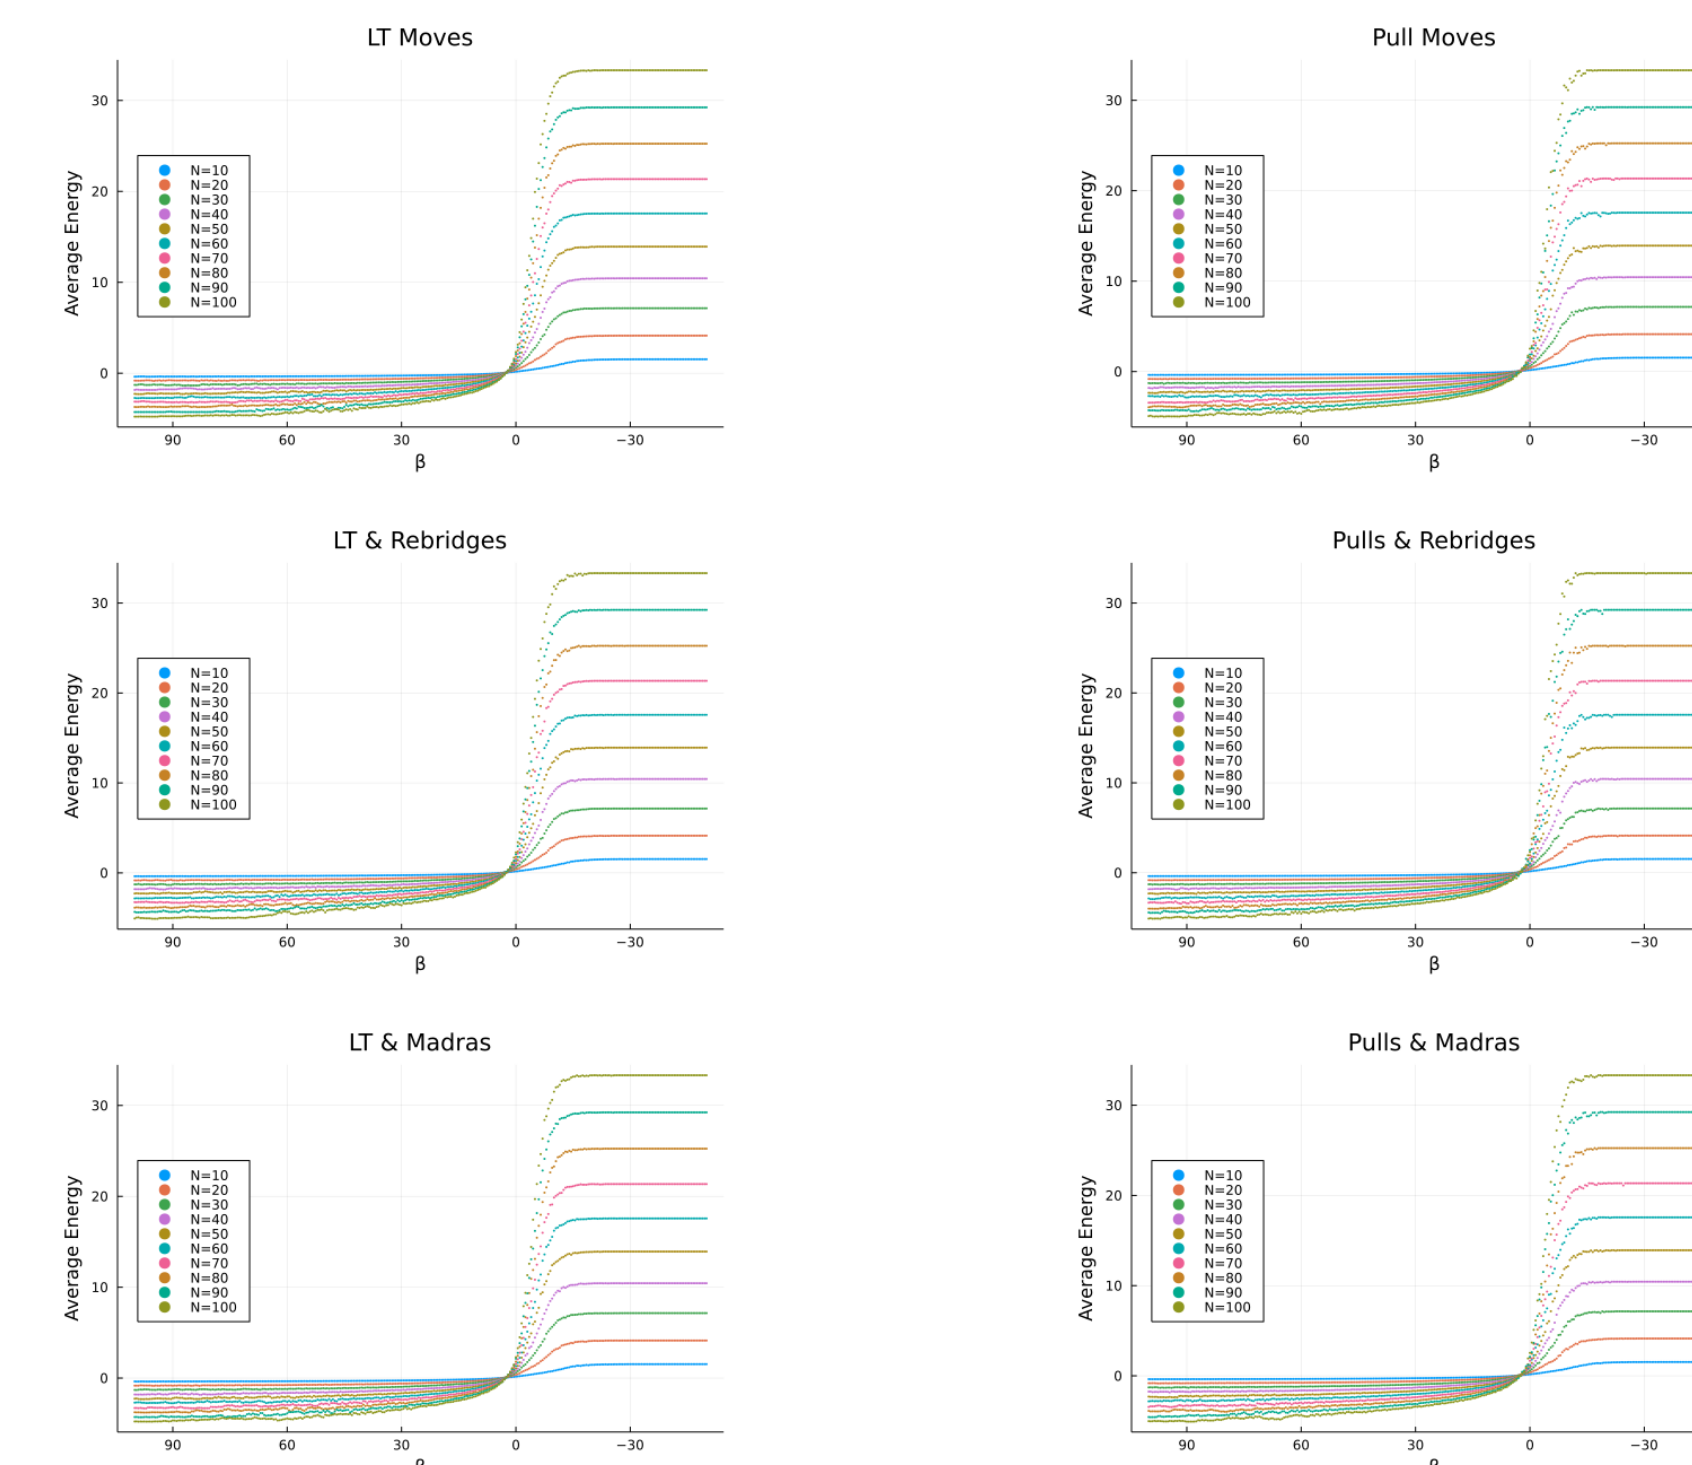 LT Moves
Average Energy
30
20
10
0
N=10
N=20
N=30
N=40
N=50
N=60
N=70
N=80
N=90
N=100
90 60 30 0 −30
β
Pull Moves
Average Energy
30
20
10
0
N=10
N=20
N=30
N=40
N=50
N=60
N=70
N=80
N=90
N=100
90 60 30 0 −30
β
LT & Rebridges
Average Energy
30
20
10
0
N=10
N=20
N=30
N=40
N=50
N=60
N=70
N=80
N=90
N=100
90 60 30 0 −30
β
Pulls & Rebridges
Average Energy
30
20
10
0
N=10
N=20
N=30
N=40
N=50
N=60
N=70
N=80
N=90
N=100
90 60 30 0 −30
β
LT & Madras
Average Energy
30
20
10
0
N=10
N=20
N=30
N=40
N=50
N=60
N=70
N=80
N=90
N=100
90 60 30 0 −30
Pulls & Madras
Average Energy
30
20
10
0
N=10
N=20
N=30
N=40
N=50
N=60
N=70
N=80
N=90
N=100
90 60 30 0 −30